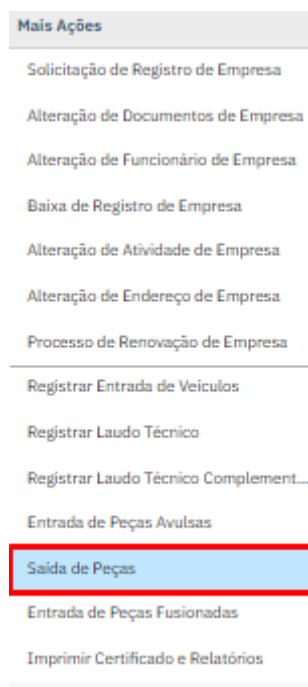 Mais Ações
Solicitação de Registro de Empresa
Alteração de Documentos de Empresa
Alteração de Funcionário de Empresa
Baixa de Registro de Empresa
Alteração de Atividade de Empresa
Alteração de Endereço de Empresa
Processo de Renovação de Empresa
Registrar Entrada de Veículos
Registrar Laudo Técnico
Registrar Laudo Técnico Complement...
Entrada de Peças Avulsas
Saída de Peças
Entrada de Peças Fusionadas
Imprimir Certificado e Relatórios